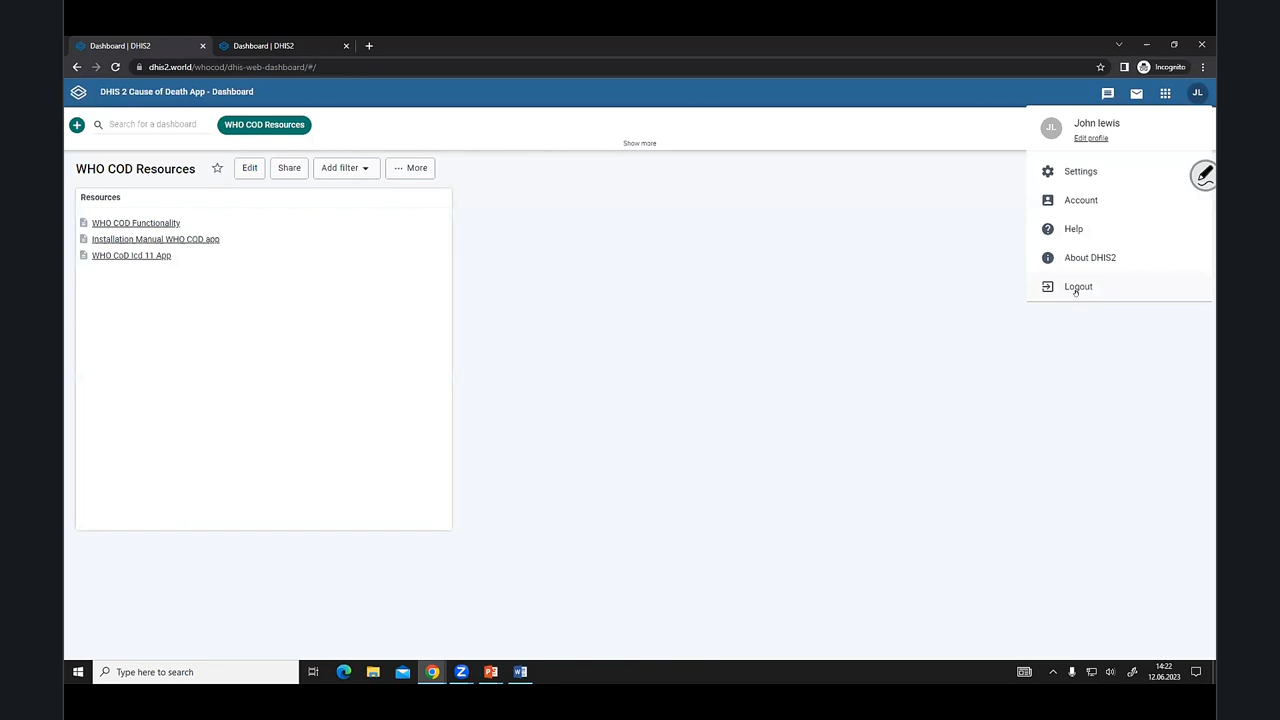 Dashboard | DHIS2
Dashboard | DHIS2
dhis2.world/whocod/dhis-web-dashboard/#/
Incognito
DHIS 2 Cause of Death App - Dashboard
JL
Search for a dashboard
WHO COD Resources
Show more
JL
John lewis
Edit profile
WHO COD Resources
Edit
Share
Add filter
More
Settings
Resources
Account
WHO COD Functionality
Help
Installation Manual WHO COD app
WHO CoD Icd 11 App
About DHIS2
Logout
Type here to search
14:22
12.06.2023